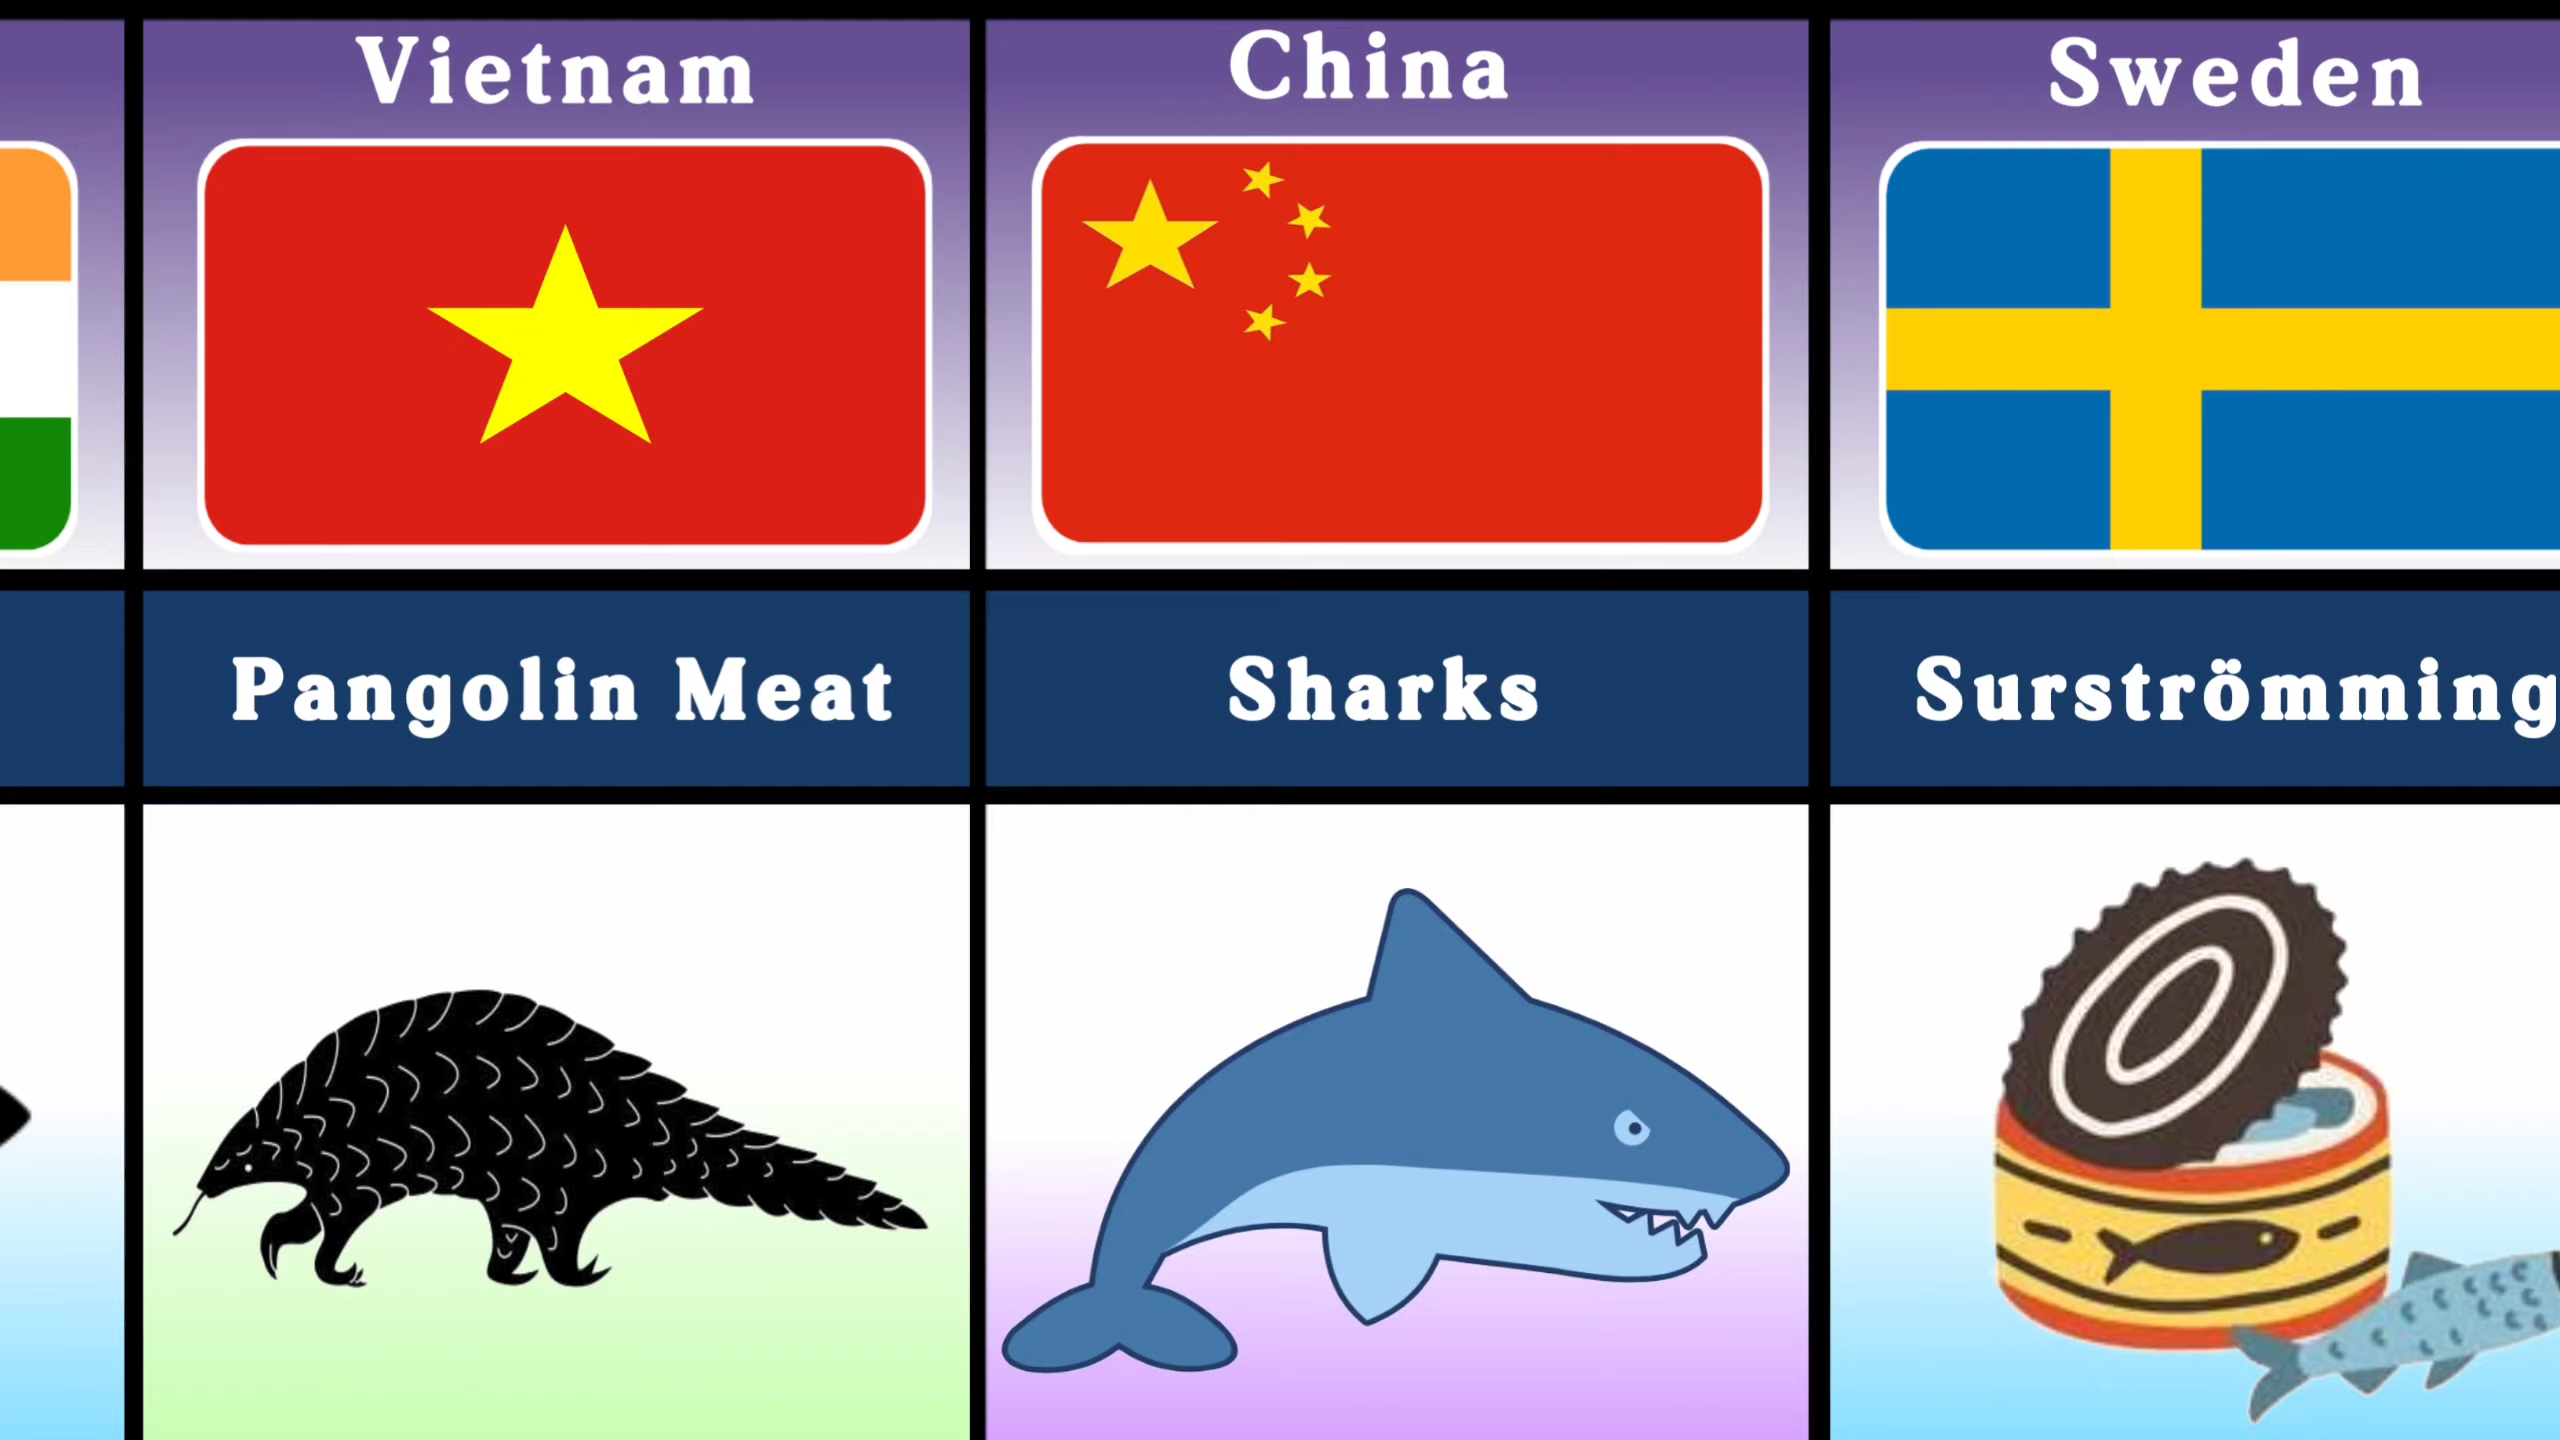 Vietnam
China
Sweden
Pangolin Meat
Sharks
Surströmming